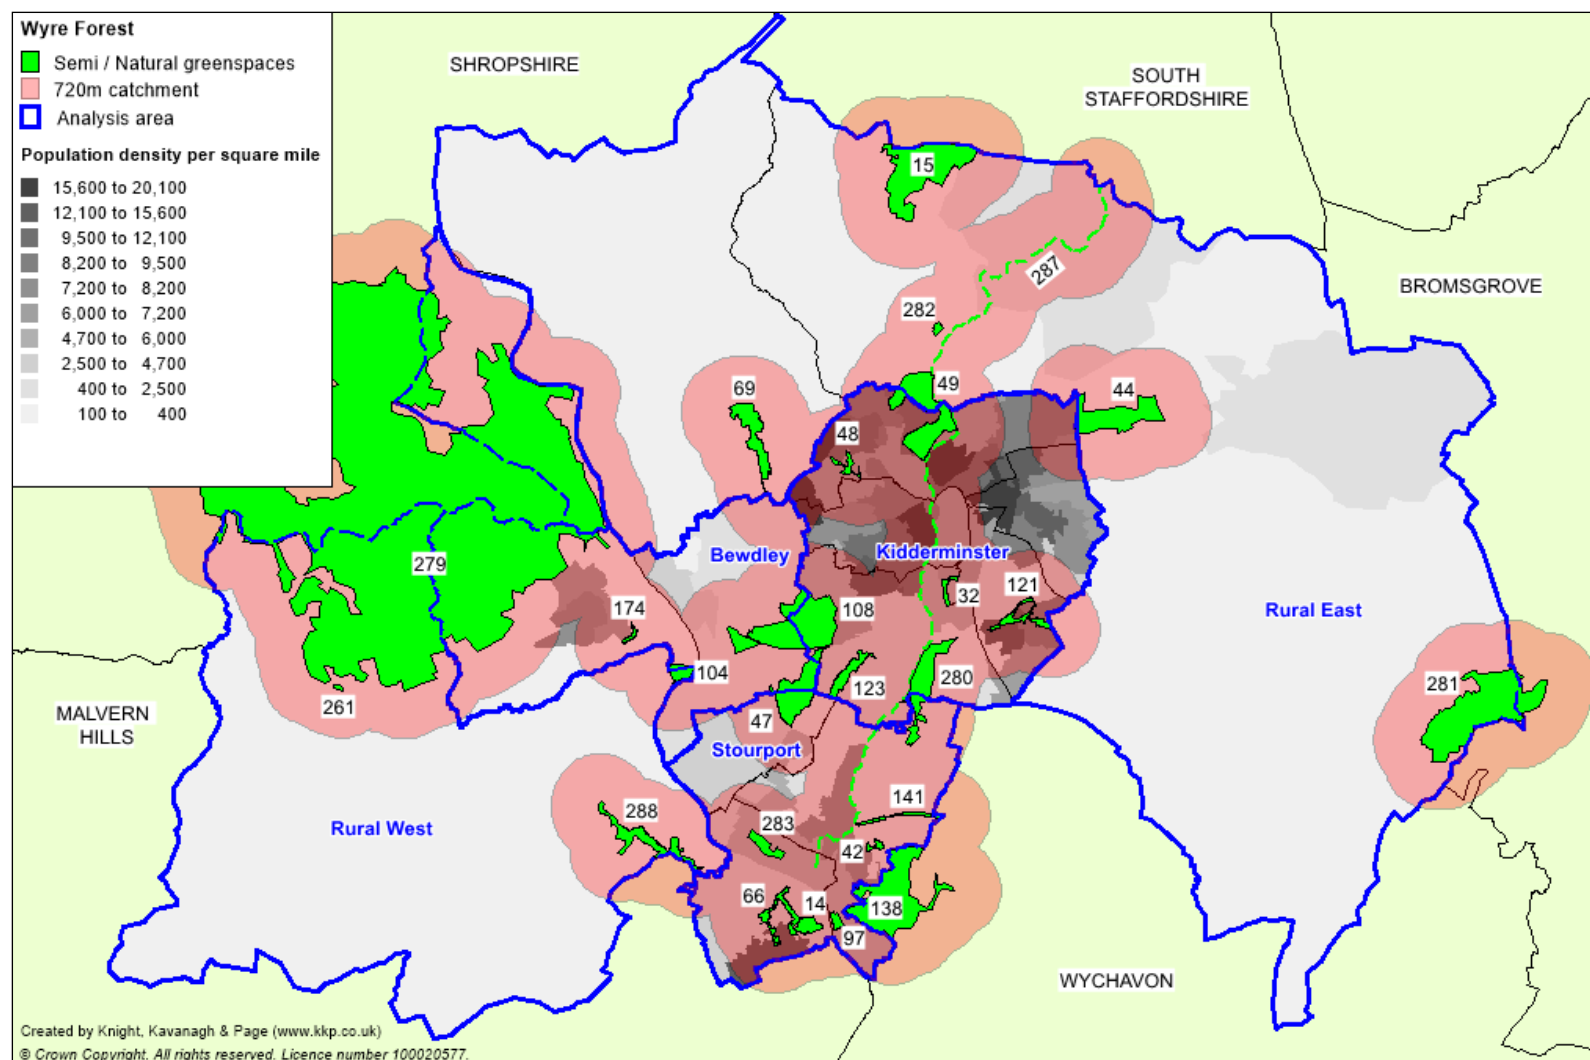 Wyre Forest
Semi / Natural greenspaces
720m catchment
Analysis area
Population density per square mile
15,600 to 20,100
12,100 to 15,600
9,500 to 12,100
8,200 to 9,500
7,200 to 8,200
6,000 to 7,200
4,700 to 6,000
2,500 to 4,700
400 to 2,500
100 to 400
SHROPSHIRE
SOUTH
STAFFORDSHIRE
15
287
BROMSGROVE
282
69
49
44
48
Bewdley
Kidderminster
279
174
108
32
121
Rural East
104
123
280
281
261
MALVERN
HILLS
47
Stourport
288
283
141
Rural West
42
66
14
138
97
WYCHAVON
Created by Knight, Kavanagh & Page (www.kkp.co.uk)
© Crown Copyright. All rights reserved. Licence number 100020577.